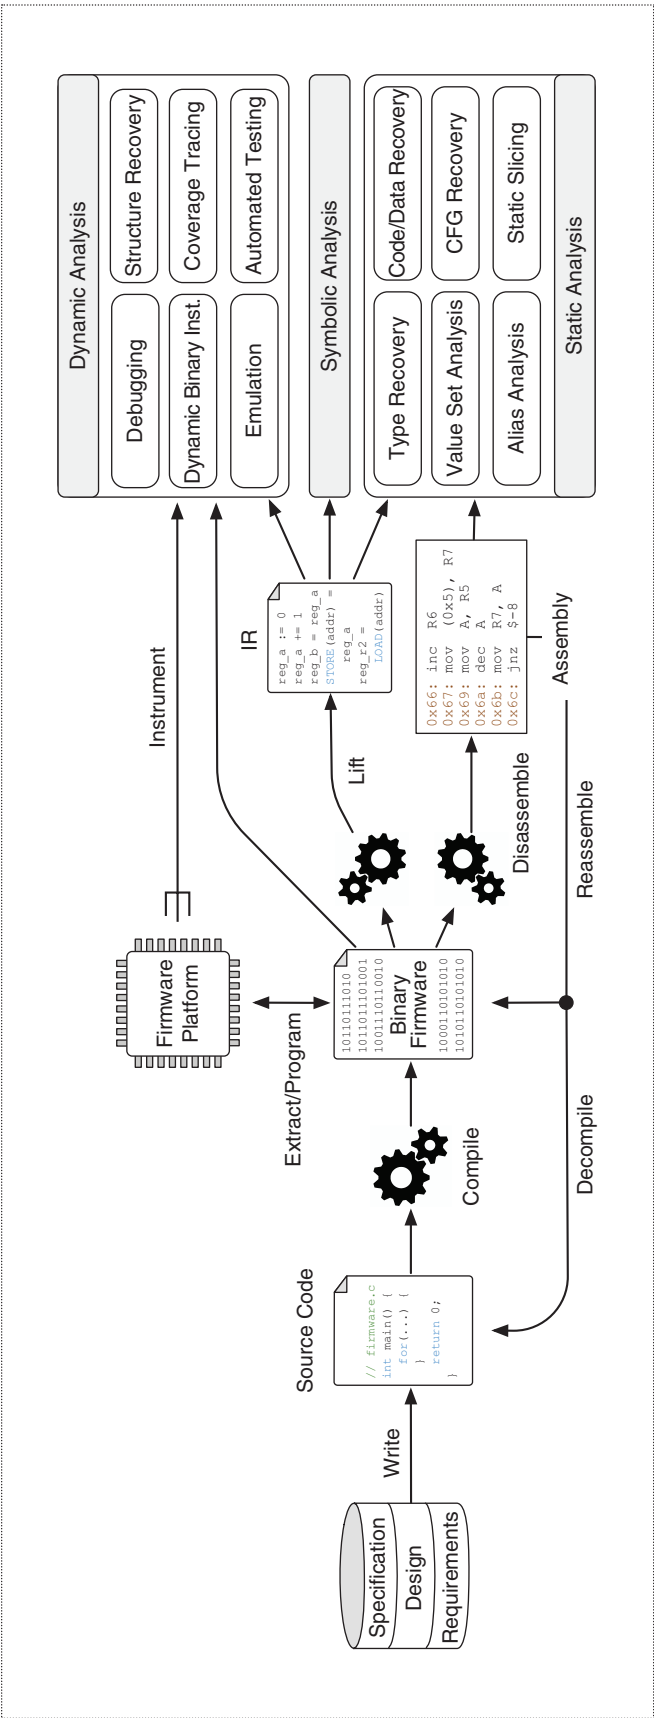 Specification
Design
Requirements
Write
Source Code
// firmware.c
int main() {
for(...) {
}
return 0;
}
Compile
Extract/Program
Firmware
Platform
10110111010
1011011101001
1001110110010
Binary
Firmware
1000110101010
1010110101010
Instrument
Lift
IR
reg_a := 0
reg_a += 1
reg_b = reg_a
STORE(addr) =
reg_a
reg_r2 =
LOAD(addr)
Disassemble
0x66: inc R6
0x67: mov (0x5), R7
0x69: mov A, R5
0x6a: dec A
0x6b: mov R7, A
0x6c: jnz $-8
Assembly
Reassemble
Decompile
Dynamic Analysis
Debugging
Structure Recovery
Dynamic Binary Inst.
Coverage Tracing
Emulation
Automated Testing
Symbolic Analysis
Type Recovery
Code/Data Recovery
Value Set Analysis
CFG Recovery
Alias Analysis
Static Slicing
Static Analysis